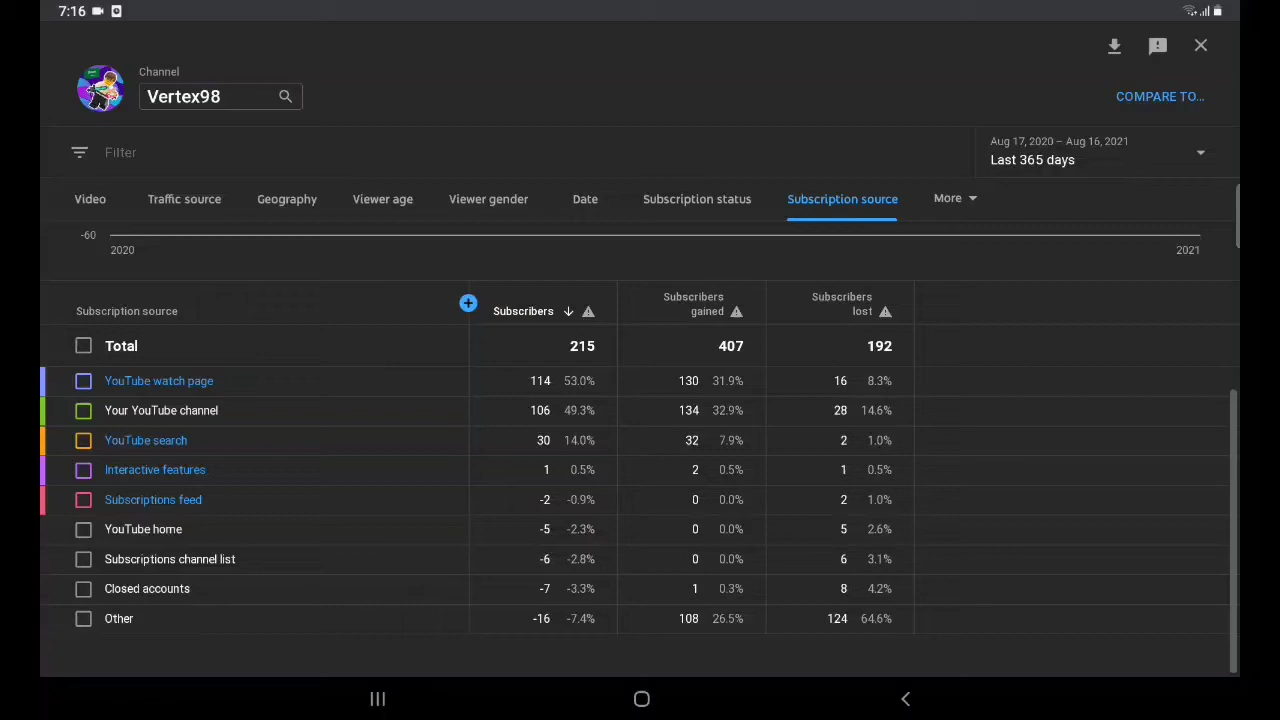 7:16
Channel
Vertex98
COMPARE TO...
Filter
Aug 17, 2020 – Aug 16, 2021
Last 365 days
Video Traffic source Geography Viewer age Viewer gender Date Subscription status Subscription source More
-60
2020 2021
Subscription source Subscribers Subscribers gained Subscribers lost
Total 215 407 192
YouTube watch page 114 53.0% 130 31.9% 16 8.3%
Your YouTube channel 106 49.3% 134 32.9% 28 14.6%
YouTube search 30 14.0% 32 7.9% 2 1.0%
Interactive features 1 0.5% 2 0.5% 1 0.5%
Subscriptions feed -2 -0.9% 0 0.0% 2 1.0%
YouTube home -5 -2.3% 0 0.0% 5 2.6%
Subscriptions channel list -6 -2.8% 0 0.0% 6 3.1%
Closed accounts -7 -3.3% 1 0.3% 8 4.2%
Other -16 -7.4% 108 26.5% 124 64.6%